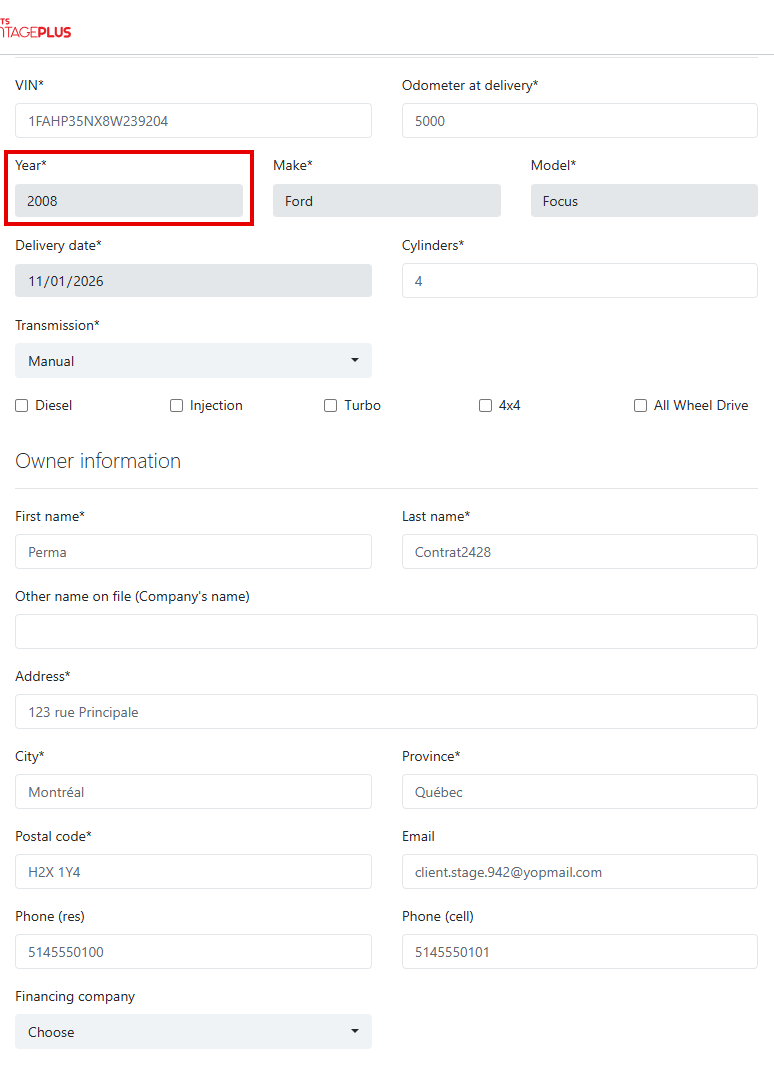 TS
NTAGEPLUS
VIN* Odometer at delivery*
1FAHP35NX8W239204 5000
Year* Make* Model*
2008 Ford Focus
Delivery date* Cylinders*
11/01/2026 4
Transmission*
Manual
Diesel Injection Turbo 4x4 All Wheel Drive
Owner information
First name* Last name*
Perma Contrat2428
Other name on file (Company's name)
Address*
123 rue Principale
City* Province*
Montréal Québec
Postal code* Email
H2X 1Y4 client.stage.942@yopmail.com
Phone (res) Phone (cell)
5145550100 5145550101
Financing company
Choose